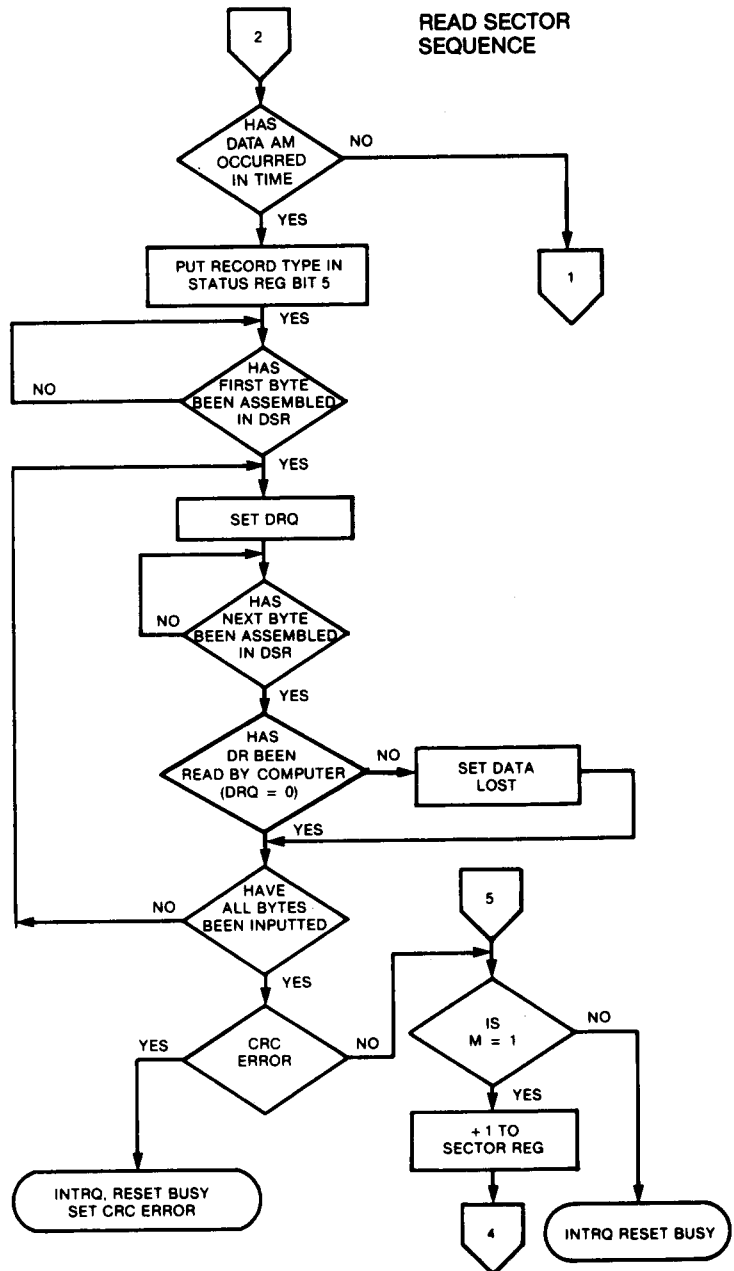 READ SECTOR
SEQUENCE
2
HAS
DATA AM
OCCURRED
IN TIME
NO
YES
1
PUT RECORD TYPE IN
STATUS REG BIT 5
YES
HAS
FIRST BYTE
BEEN ASSEMBLED
IN DSR
NO
YES
SET DRQ
HAS
NEXT BYTE
BEEN ASSEMBLED
IN DSR
NO
YES
HAS
DR BEEN
READ BY COMPUTER
(DRQ = 0)
NO
SET DATA
LOST
YES
HAVE
ALL BYTES
BEEN INPUTTED
NO
YES
5
CRC
ERROR
YES
NO
IS
M = 1
NO
YES
+ 1 TO
SECTOR REG
INTRQ, RESET BUSY
SET CRC ERROR
4
INTRQ RESET BUSY